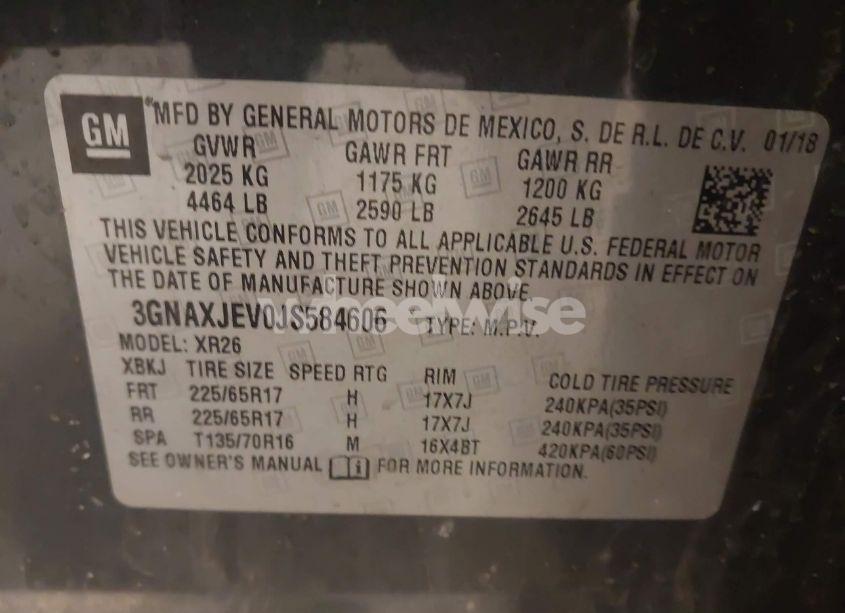 GM
MFD BY GENERAL MOTORS DE MEXICO, S. DE R.L. DE C.V. 01/18
GVWR GAWR FRT GAWR RR
2025 KG 1175 KG 1200 KG
4464 LB 2590 LB 2645 LB
THIS VEHICLE CONFORMS TO ALL APPLICABLE U.S. FEDERAL MOTOR
VEHICLE SAFETY AND THEFT PREVENTION STANDARDS IN EFFECT ON
THE DATE OF MANUFACTURE SHOWN ABOVE.
3GNAXJEV0JS584606 TYPE: M.P.V.
MODEL: XR26
XBKJ TIRE SIZE SPEED RTG RIM COLD TIRE PRESSURE
FRT 225/65R17 H 17X7J 240KPA(35PSI)
RR 225/65R17 H 17X7J 240KPA(35PSI)
SPA T135/70R16 M 16X4BT 420KPA(60PSI)
SEE OWNER'S MANUAL FOR MORE INFORMATION.